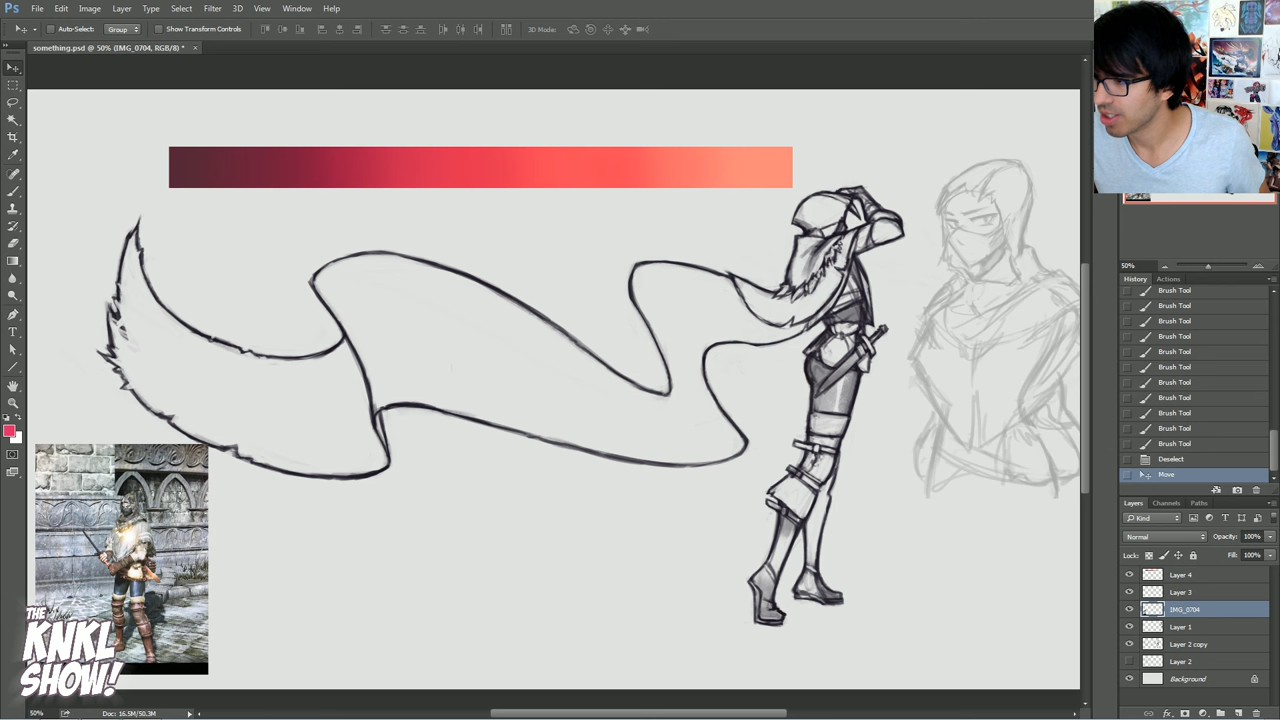 Ps File Edit Image Layer Type Select Filter 3D View Window Help
Auto-Select: Group Show Transform Controls 3D Mode:
something.psd @ 50% (IMG_0704, RGB/8) * ×
50%
History Actions
Brush Tool
Brush Tool
Brush Tool
Brush Tool
Brush Tool
Brush Tool
Brush Tool
Brush Tool
Brush Tool
Brush Tool
Brush Tool
Deselect
Move
Layers Channels Paths
Kind
Normal Opacity: 100%
Lock: Fill: 100%
Layer 4
Layer 3
IMG_0704
Layer 1
Layer 2 copy
Layer 2
Background
fx
THE
KNKL
SHOW!
50% Doc: 16.5M/50.3M